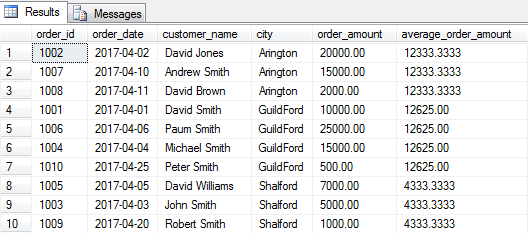 Results Messages
order_id order_date customer_name city order_amount average_order_amount
1 1002 2017-04-02 David Jones Arington 20000.00 12333.3333
2 1007 2017-04-10 Andrew Smith Arington 15000.00 12333.3333
3 1008 2017-04-11 David Brown Arington 2000.00 12333.3333
4 1001 2017-04-01 David Smith GuildFord 10000.00 12625.00
5 1006 2017-04-06 Paum Smith GuildFord 25000.00 12625.00
6 1004 2017-04-04 Michael Smith GuildFord 15000.00 12625.00
7 1010 2017-04-25 Peter Smith GuildFord 500.00 12625.00
8 1005 2017-04-05 David Williams Shalford 7000.00 4333.3333
9 1003 2017-04-03 John Smith Shalford 5000.00 4333.3333
10 1009 2017-04-20 Robert Smith Shalford 1000.00 4333.3333